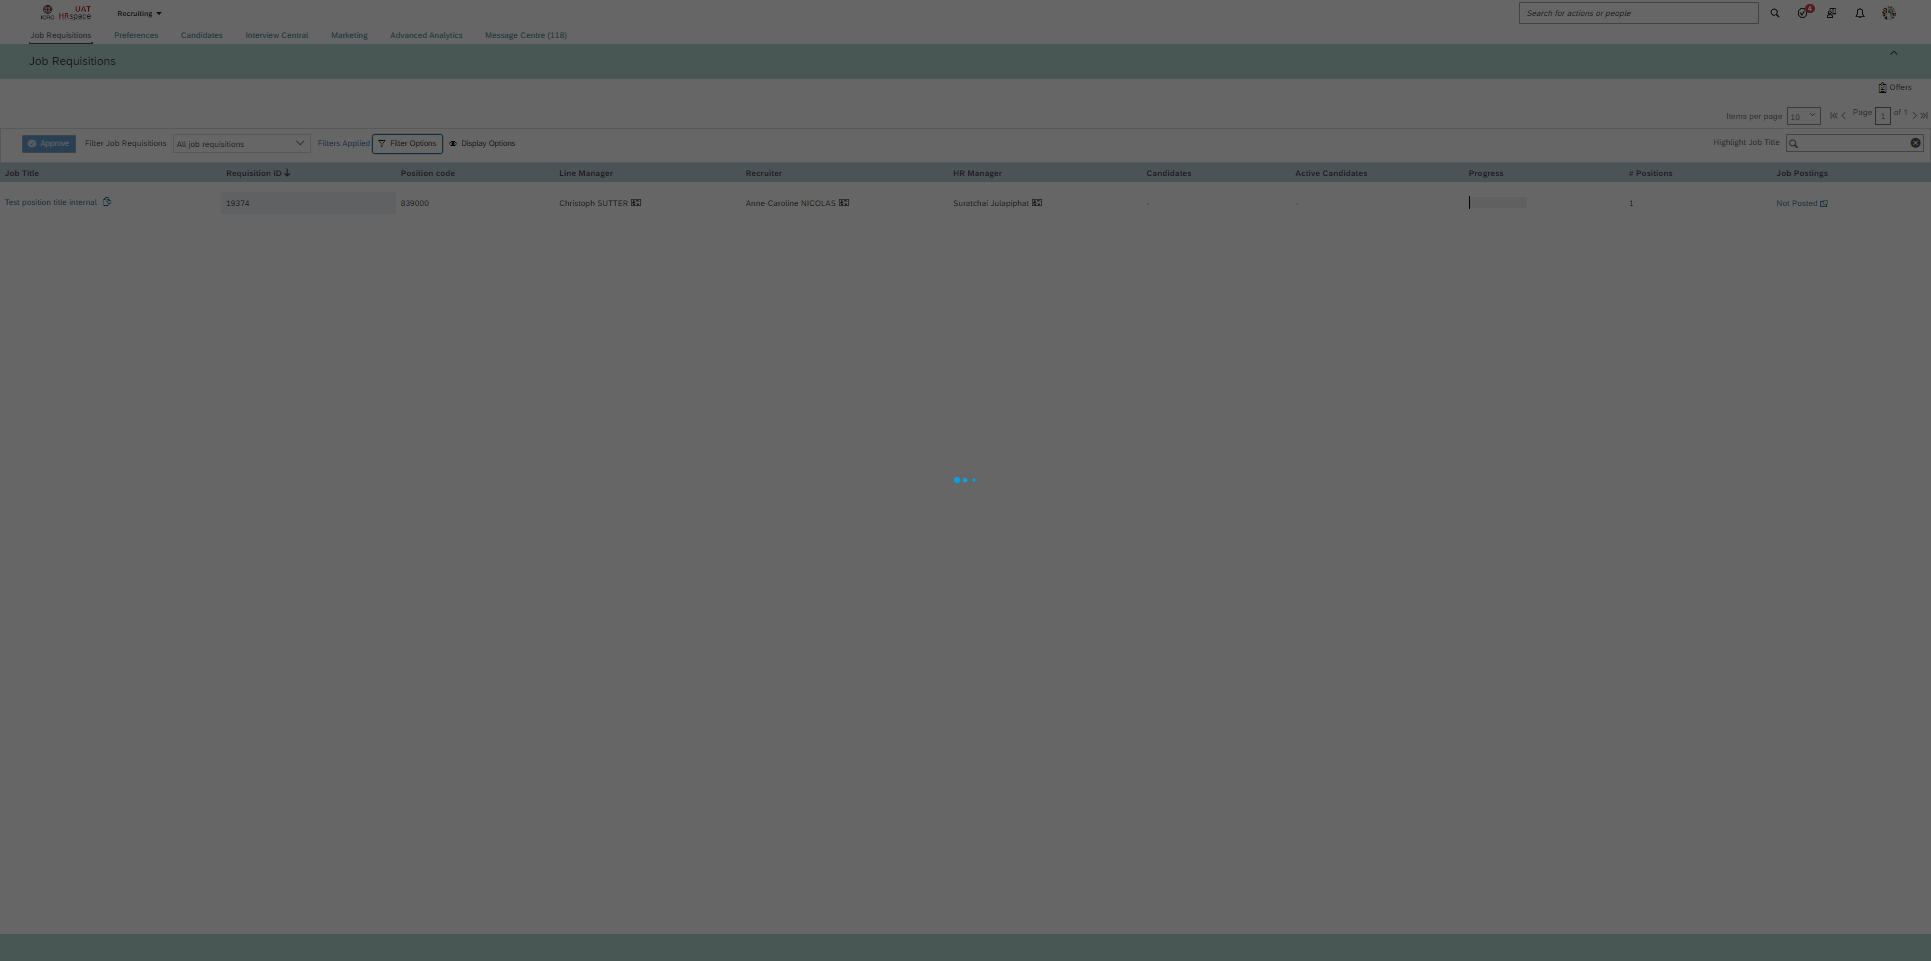 UAT
ICRC HRspace
Recruiting
Search for actions or people
4
Job Requisitions Preferences Candidates Interview Central Marketing Advanced Analytics Message Centre (118)
Job Requisitions
Offers
Items per page 10 Page 1 of 1
Approve Filter Job Requisitions All job requisitions Filters Applied Filter Options Display Options Highlight Job Title
Job Title Requisition ID Position code Line Manager Recruiter HR Manager Candidates Active Candidates Progress # Positions Job Postings
Test position title internal 19374 839000 Christoph SUTTER Anne-Caroline NICOLAS Suratchai Julapiphat - - 1 Not Posted